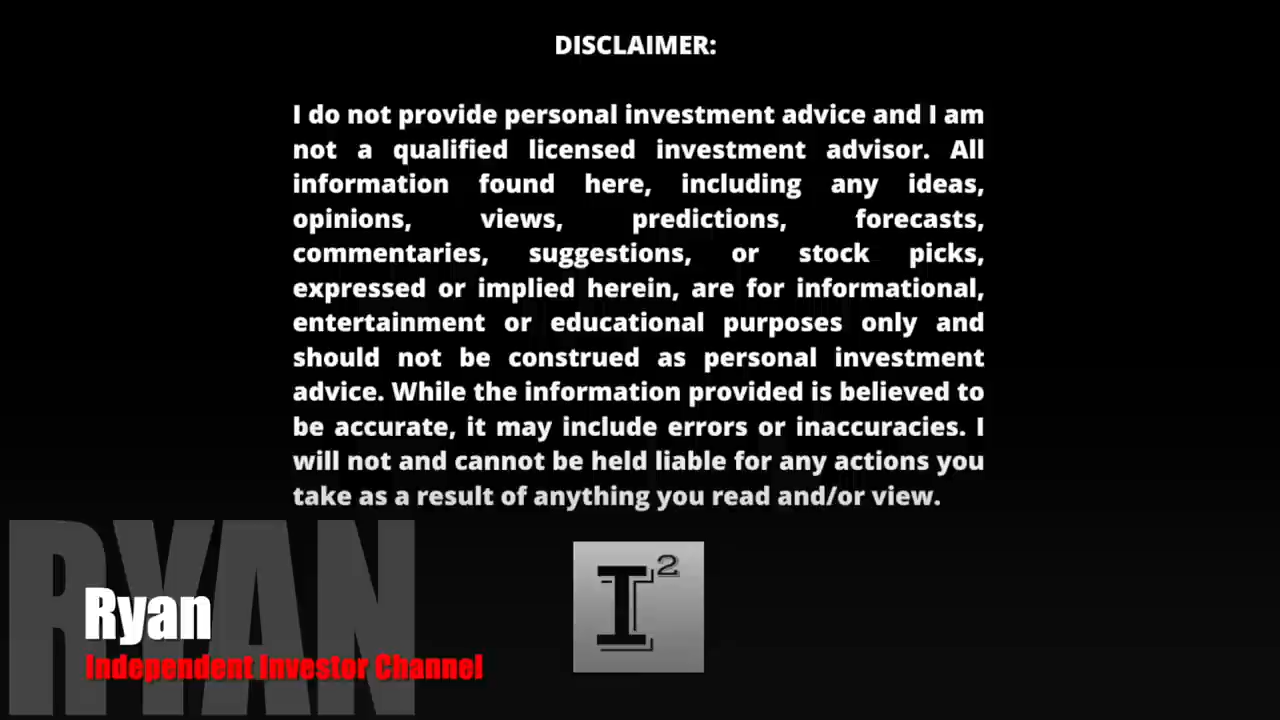 DISCLAIMER:
I do not provide personal investment advice and I am
not a qualified licensed investment advisor. All
information found here, including any ideas,
opinions, views, predictions, forecasts,
commentaries, suggestions, or stock picks,
expressed or implied herein, are for informational,
entertainment or educational purposes only and
should not be construed as personal investment
advice. While the information provided is believed to
be accurate, it may include errors or inaccuracies. I
will not and cannot be held liable for any actions you
take as a result of anything you read and/or view.
RYAN
Ryan
Independent Investor Channel
I²